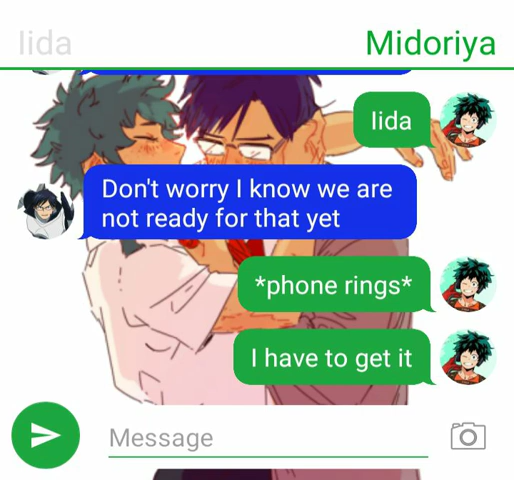 Iida
Midoriya
Iida
Don't worry I know we are
not ready for that yet
*phone rings*
I have to get it
Message